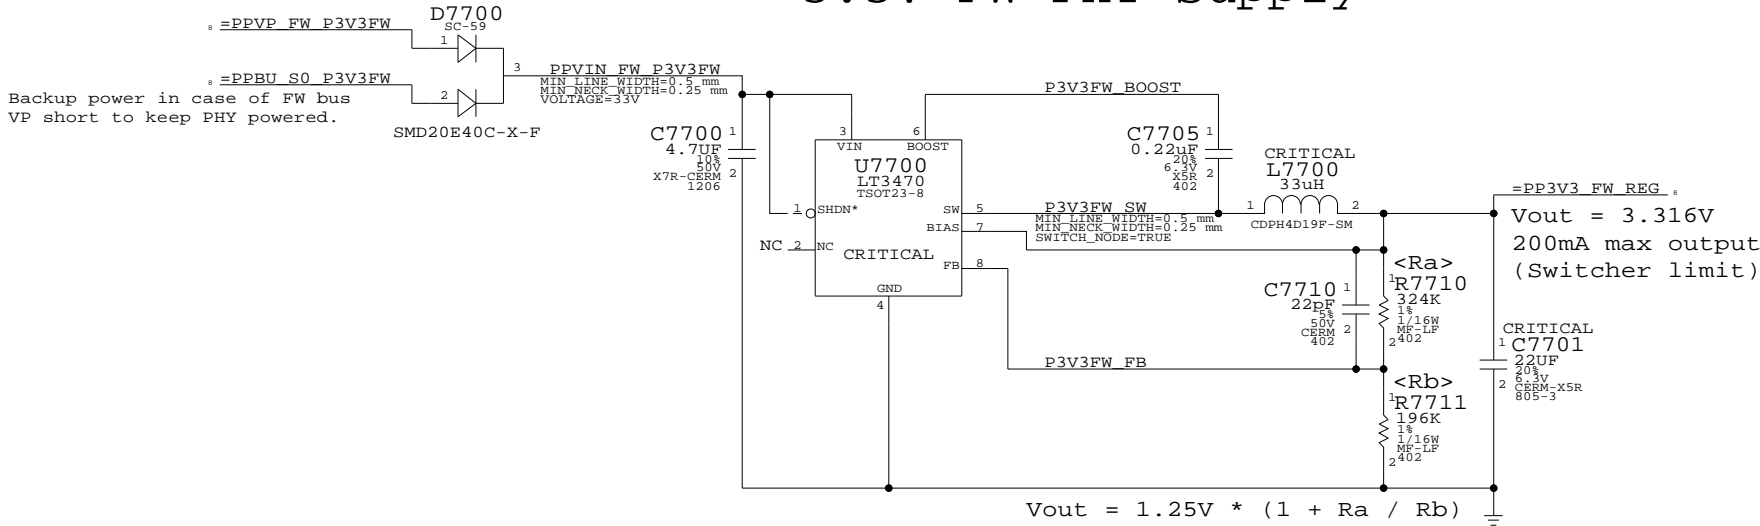 3.3V FW PHY Supply
D7700
SC-59
8 =PPVP_FW_P3V3FW
1
3
PPVIN_FW_P3V3FW
MIN_LINE_WIDTH=0.5 mm
MIN_NECK_WIDTH=0.25 mm
VOLTAGE=33V
8 =PPBU_S0_P3V3FW
2
Backup power in case of FW bus
VP short to keep PHY powered.
SMD20E40C-X-F
C7700 1
4.7UF
10%
50V
X7R-CERM 2
1206
3
VIN
6
BOOST
U7700
LT3470
TSOT23-8
1
SHDN*
NC 2 NC
CRITICAL
SW 5
BIAS 7
FB 8
GND
4
P3V3FW_BOOST
C7705 1
0.22uF
20%
6.3V
X5R 2
402
P3V3FW_SW
MIN_LINE_WIDTH=0.5 mm
MIN_NECK_WIDTH=0.25 mm
SWITCH_NODE=TRUE
CRITICAL
L7700
33uH
1 2
CDPH4D19F-SM
=PP3V3_FW_REG 8
Vout = 3.316V
200mA max output
(Switcher limit)
C7710 1
22pF
5%
50V
CERM 2
402
<Ra>
1
R7710
324K
1%
1/16W
MF-LF
2 402
P3V3FW_FB
<Rb>
1
R7711
196K
1%
1/16W
MF-LF
2 402
CRITICAL
1 C7701
22UF
20%
6.3V
2 CERM-X5R
805-3
Vout = 1.25V * (1 + Ra / Rb)